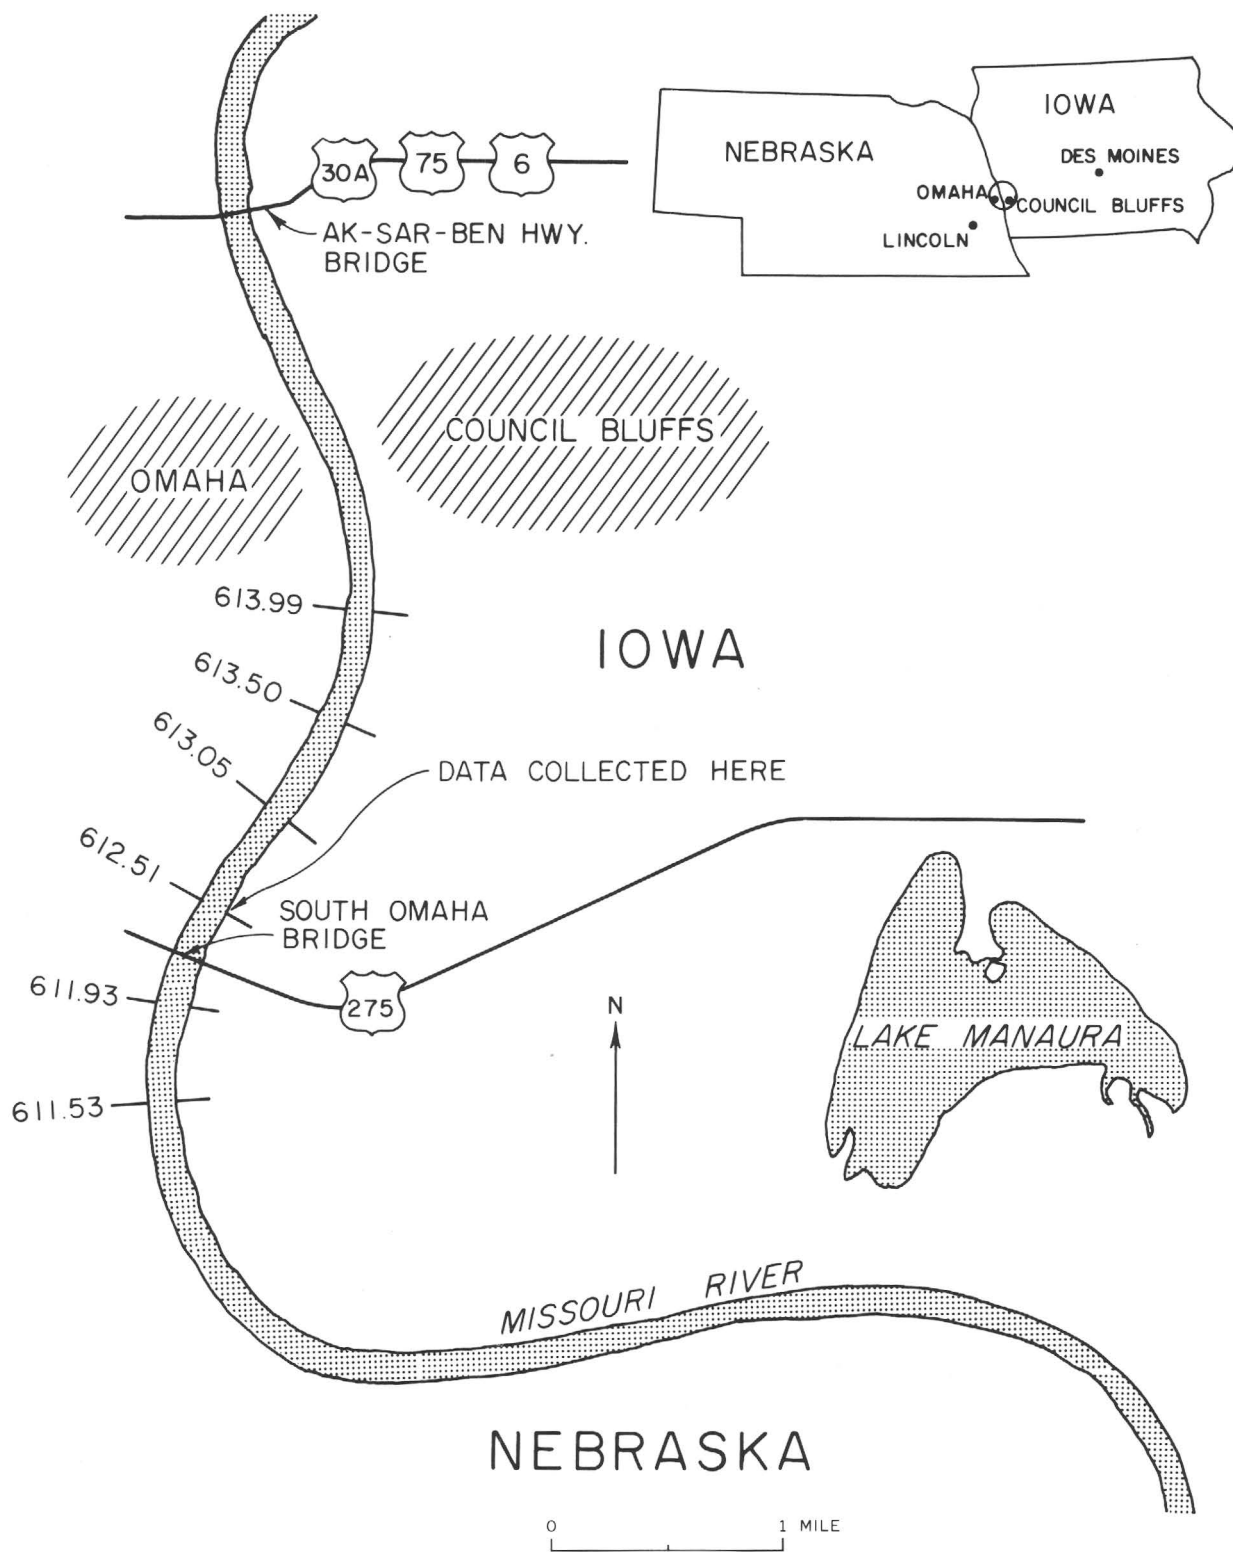 30A
75
6
AK-SAR-BEN HWY.
BRIDGE
NEBRASKA
IOWA
DES MOINES
OMAHA
COUNCIL BLUFFS
LINCOLN
COUNCIL BLUFFS
OMAHA
613.99
IOWA
613.50
613.05
DATA COLLECTED HERE
612.51
SOUTH OMAHA
BRIDGE
611.93
275
N
LAKE MANAURA
611.53
MISSOURI RIVER
NEBRASKA
0 1 MILE